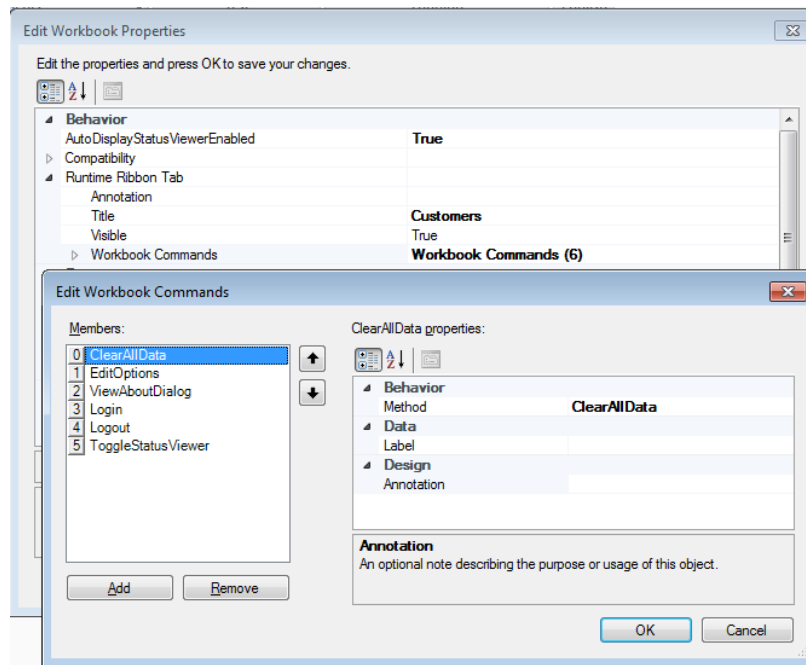 Edit Workbook Properties
Edit the properties and press OK to save your changes.
Behavior
AutoDisplayStatusViewerEnabled True
Compatibility
Runtime Ribbon Tab
Annotation
Title Customers
Visible True
Workbook Commands Workbook Commands (6)
Edit Workbook Commands
Members:
0 ClearAllData
1 EditOptions
2 ViewAboutDialog
3 Login
4 Logout
5 ToggleStatusViewer
Add Remove
ClearAllData properties:
Behavior
Method ClearAllData
Data
Label
Design
Annotation
Annotation
An optional note describing the purpose or usage of this object.
OK Cancel